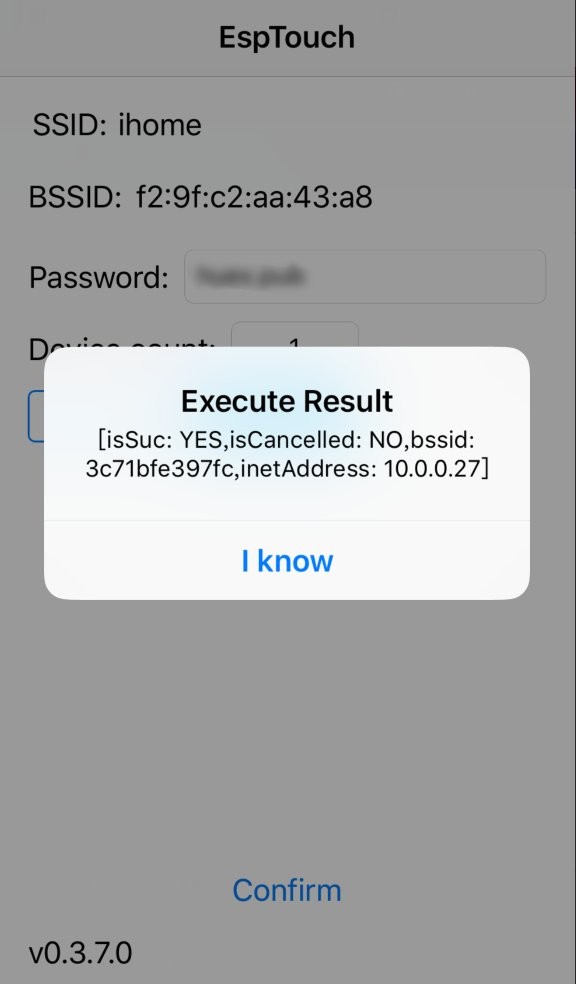 EspTouch
SSID: ihome
BSSID: f2:9f:c2:aa:43:a8
Password:
Device count: 1
Execute Result
[isSuc: YES,isCancelled: NO,bssid:
3c71bfe397fc,inetAddress: 10.0.0.27]
I know
Confirm
v0.3.7.0